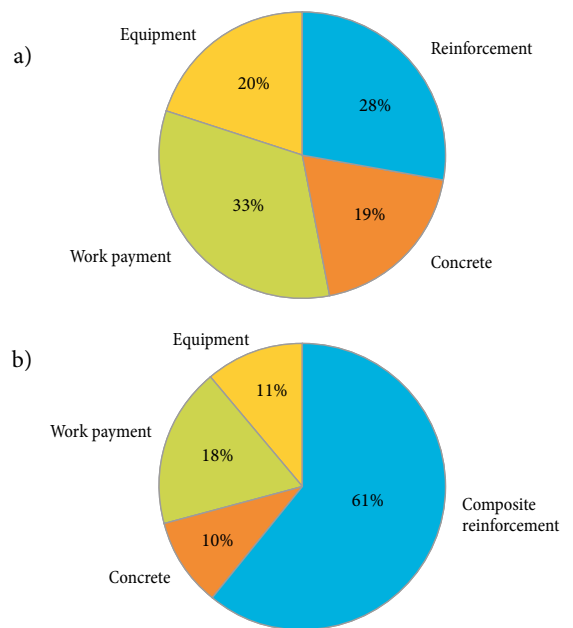 a)
Equipment
Reinforcement
20%
28%
33%
19%
Work payment
Concrete
b)
Equipment
11%
Work payment
18%
61%
Composite
reinforcement
10%
Concrete